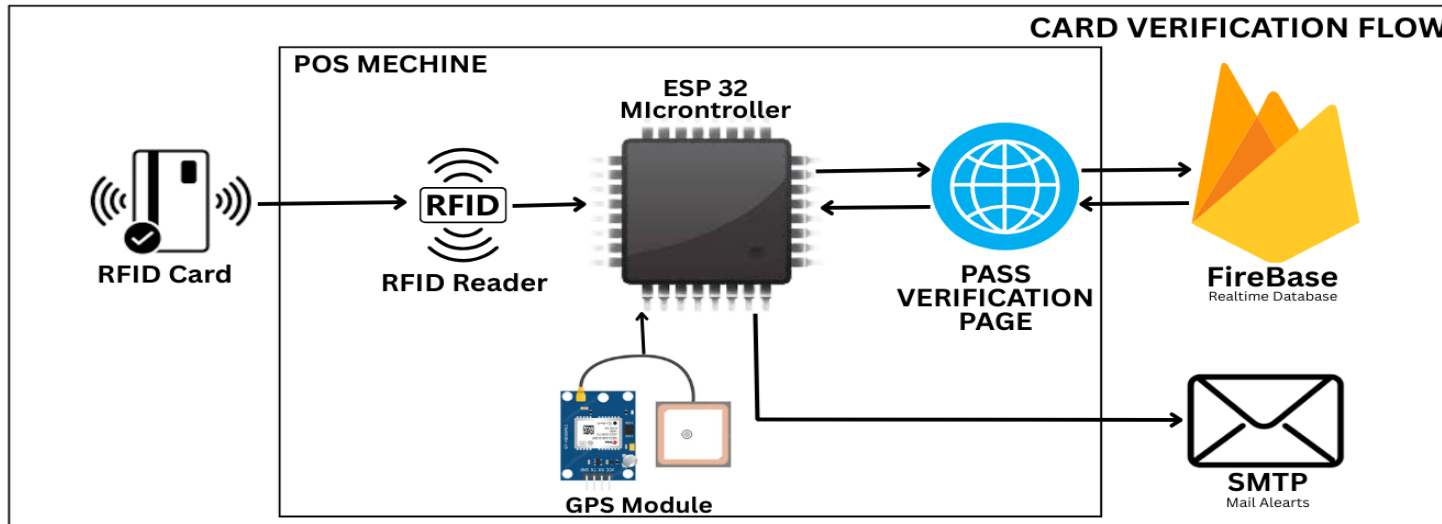 CARD VERIFICATION FLOW
POS MECHINE
ESP 32
MIcrontroller
RFID
RFID Card
RFID Reader
PASS
VERIFICATION
PAGE
FireBase
Realtime Database
GPS Module
SMTP
Mail Alearts